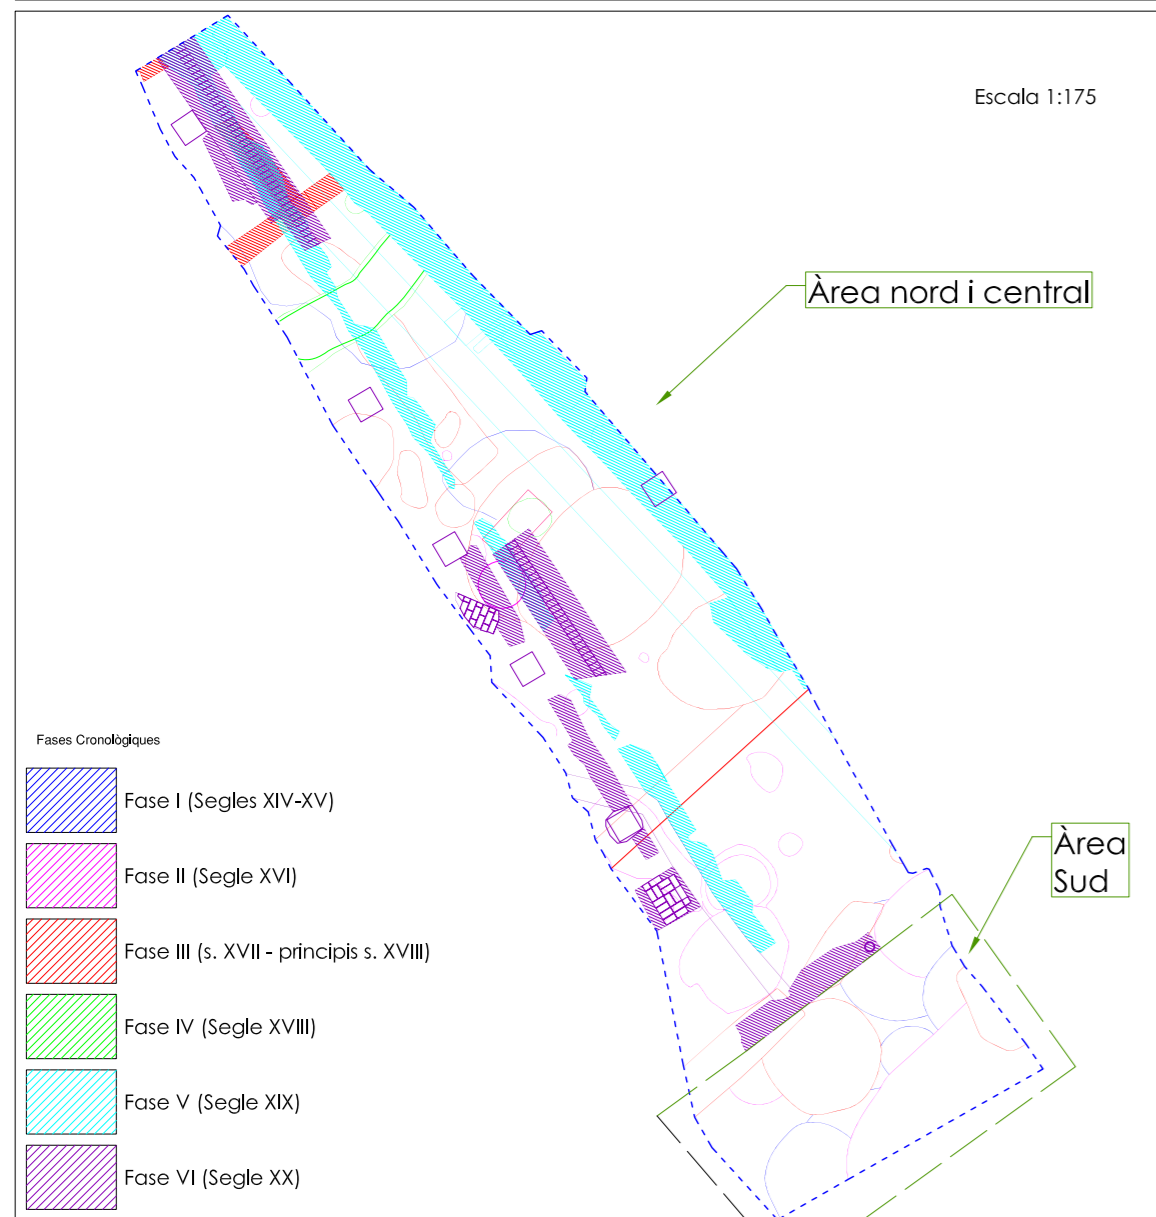 Escala 1:175
Àrea nord i central
Fases Cronològiques
Fase I (Segles XIV-XV)
Àrea
Sud
Fase II (Segle XVI)
Fase III (s. XVII - principis s. XVIII)
Fase IV (Segle XVIII)
Fase V (Segle XIX)
Fase VI (Segle XX)